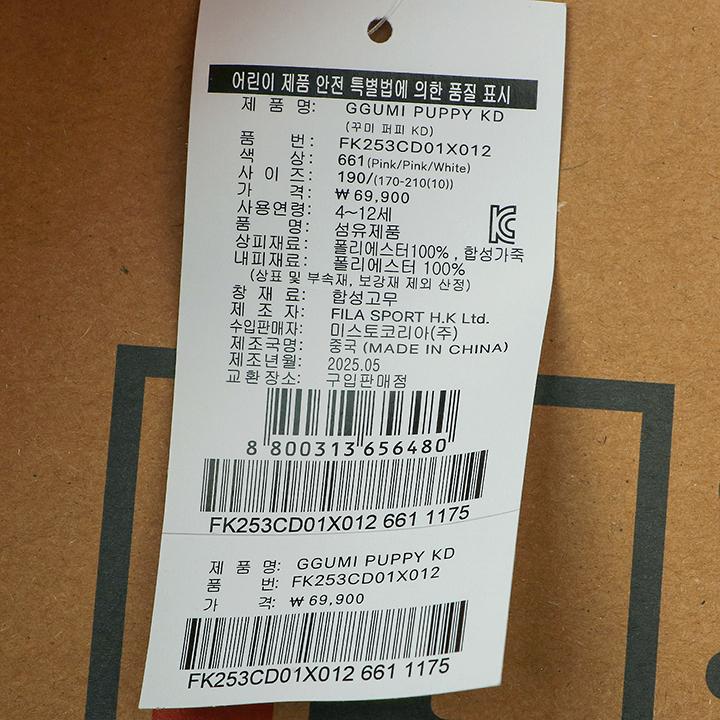 어린이 제품 안전 특별법에 의한 품질 표시
제 품 명: GGUMI PUPPY KD
(꾸미 퍼피 KD)
품 번: FK253CD01X012
색 상: 661(Pink/Pink/White)
사 이 즈: 190/(170-210(10))
가 격: ₩ 69,900
사용연령: 4~12세
품 명: 섬유제품
상피재료: 폴리에스터100% , 합성가죽
내피재료: 폴리에스터 100%
(상표 및 부속재, 보강재 제외 산정)
창 재 료: 합성고무
제 조 자: FILA SPORT H.K Ltd.
수입판매자: 미스토코리아(주)
제조국명: 중국 (MADE IN CHINA)
제조년월: 2025.05
교환장소: 구입판매점
8 800313 656480
FK253CD01X012 661 1175
제 품 명: GGUMI PUPPY KD
품 번: FK253CD01X012
가 격: ₩ 69,900
FK253CD01X012 661 1175